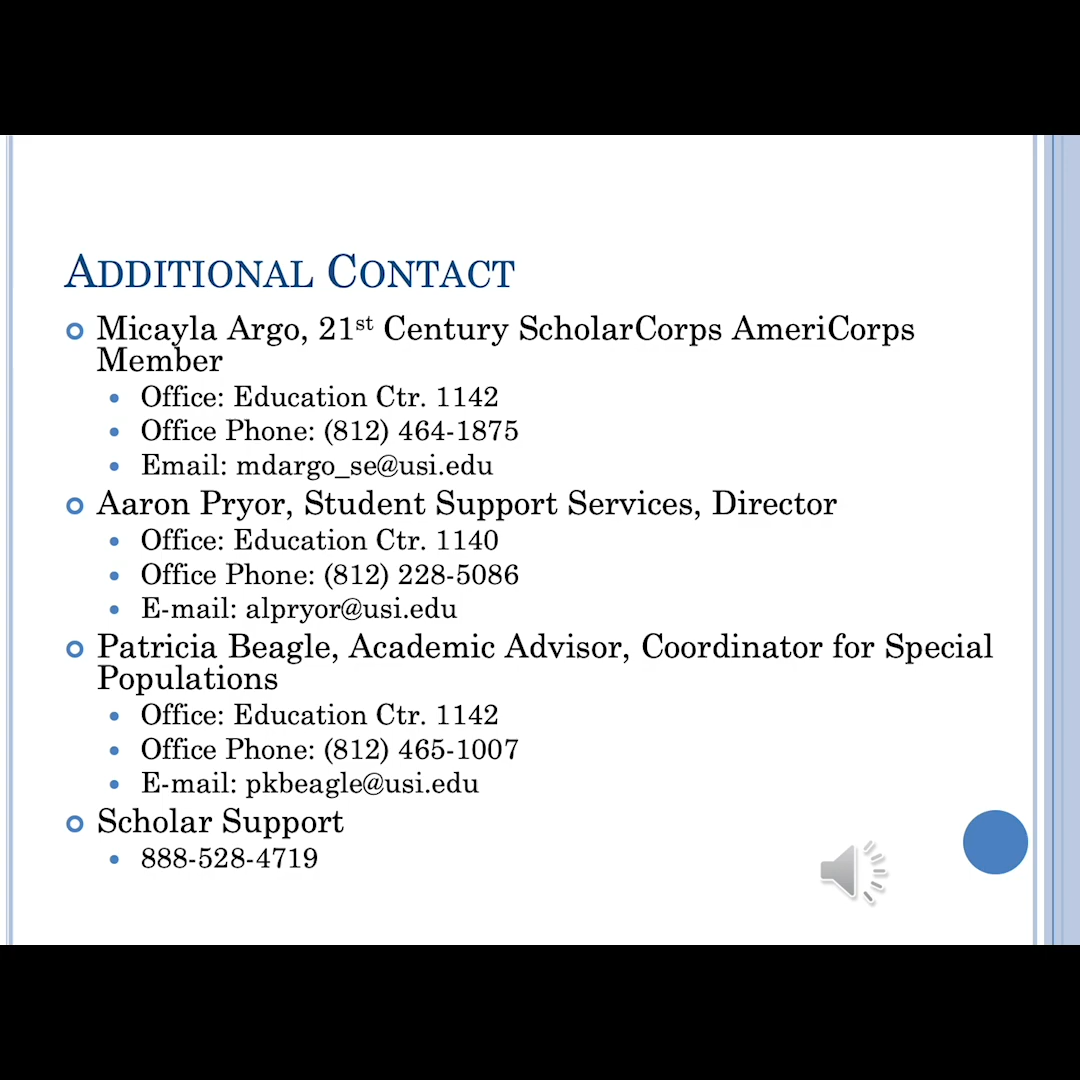 ADDITIONAL CONTACT
Micayla Argo, 21st Century ScholarCorps AmeriCorps
Member
Office: Education Ctr. 1142
Office Phone: (812) 464-1875
Email: mdargo_se@usi.edu
Aaron Pryor, Student Support Services, Director
Office: Education Ctr. 1140
Office Phone: (812) 228-5086
E-mail: alpryor@usi.edu
Patricia Beagle, Academic Advisor, Coordinator for Special
Populations
Office: Education Ctr. 1142
Office Phone: (812) 465-1007
E-mail: pkbeagle@usi.edu
Scholar Support
888-528-4719